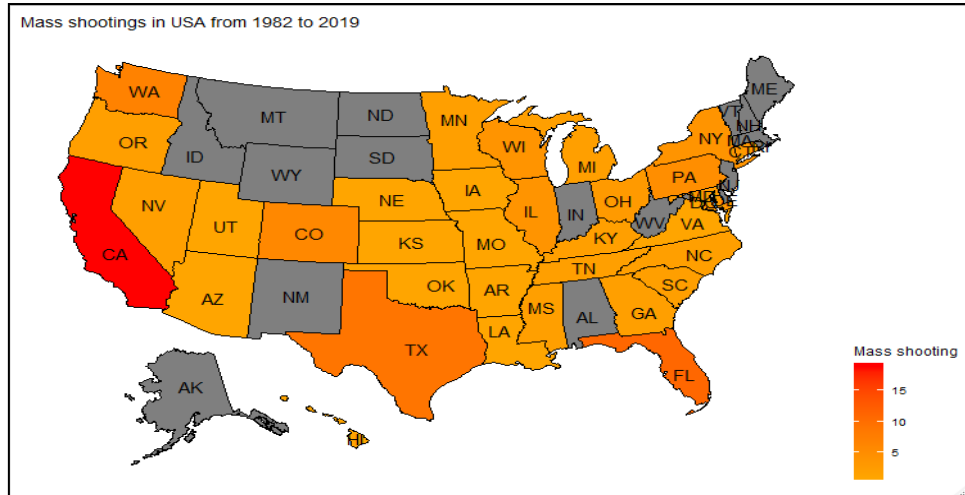 Mass shootings in USA from 1982 to 2019
WA
MT
ND
MN
ME
VT
NH
OR
ID
SD
WI
MI
NY
WY
NE
IA
PA
NV
UT
CO
IL
IN
OH
WV
VA
CA
KS
MO
KY
NC
AZ
NM
OK
AR
TN
SC
TX
LA
MS
AL
GA
FL
AK
HI
Mass shooting
15
10
5